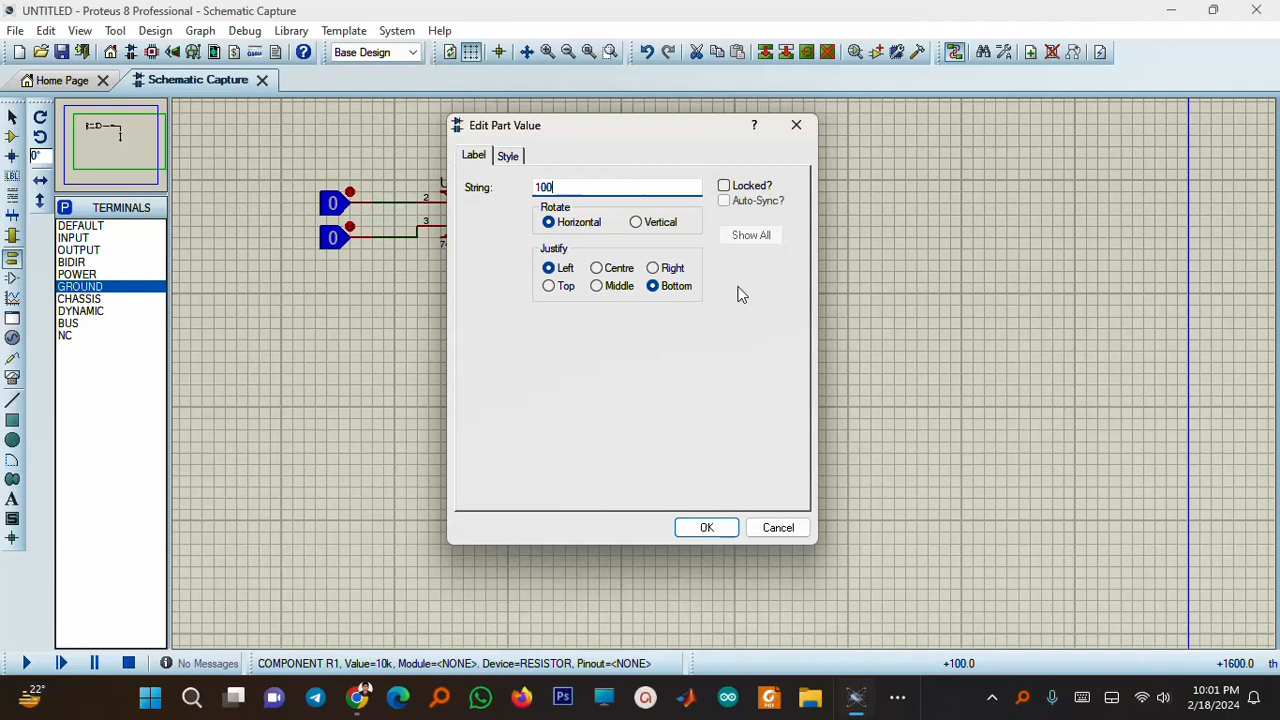 UNTITLED - Proteus 8 Professional - Schematic Capture
File Edit View Tool Design Graph Debug Library Template System Help
Base Design
Home Page Schematic Capture
0°
P TERMINALS
DEFAULT
INPUT
OUTPUT
BIDIR
POWER
GROUND
CHASSIS
DYNAMIC
BUS
NC
LBL
A
S
0 2
0 3
Edit Part Value ?
Label Style
String: 100 Locked?
Auto-Sync?
Rotate
Horizontal Vertical
Show All
Justify
Left Centre Right
Top Middle Bottom
OK Cancel
No Messages COMPONENT R1, Value=10k, Module=<NONE>. Device=RESISTOR, Pinout=<NONE> +100.0 +1600.0 th
22° 10:01 PM
2/18/2024